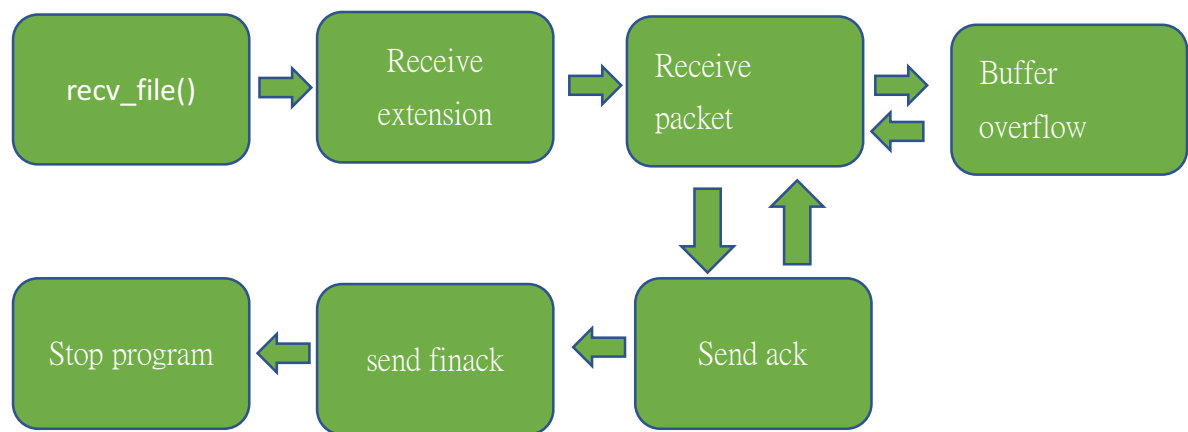 recv_file()
Receive
extension
Receive
packet
Buffer
overflow
Stop program
send finack
Send ack